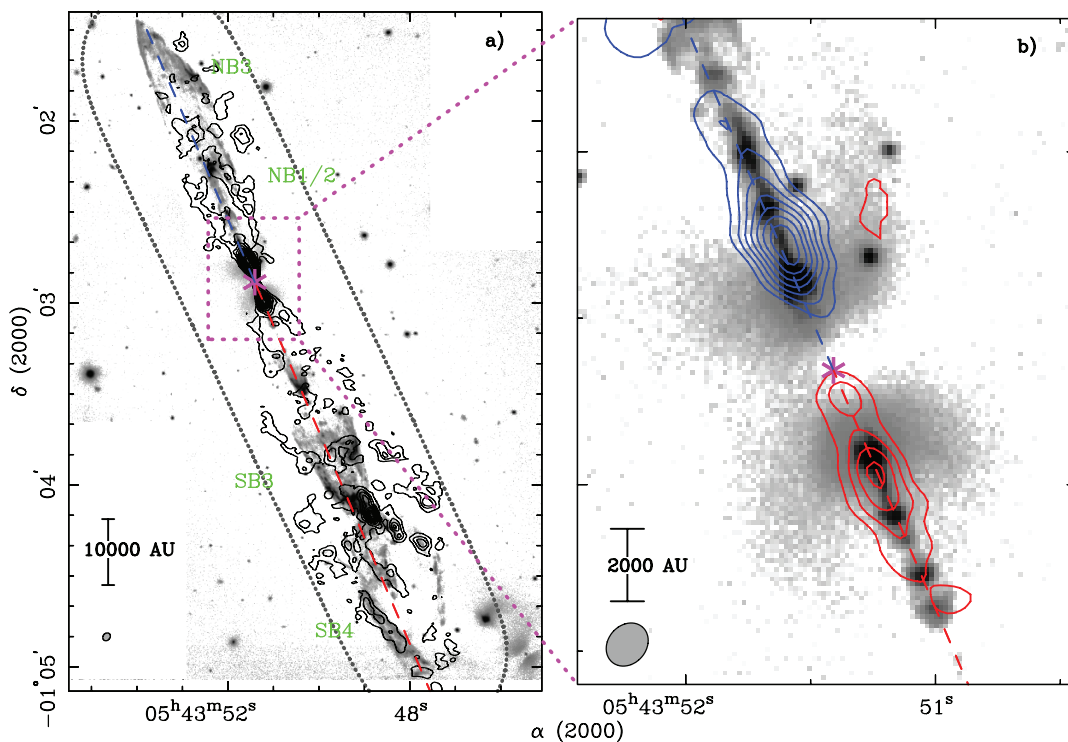 a)
b)
NB3
02'
NB1/2
03'
δ (2000)
SB3
04'
10000 AU
2000 AU
SB4
−01°05'
05ʰ43ᵐ52ˢ
48ˢ
05ʰ43ᵐ52ˢ
51ˢ
α (2000)